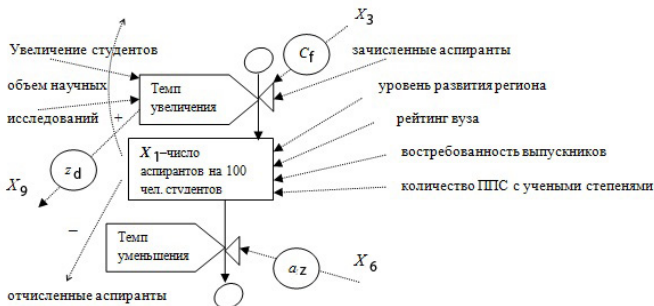 X3
Увеличение студентов
Cf
зачисленные аспиранты
объем научных
Темп
увеличения
уровень развития региона
исследований
+
рейтинг вуза
X1–число
аспирантов на 100
чел. студентов
востребованность выпускников
zd
X9
количество ППС с учеными степенями
–
Темп
уменьшения
az
X6
отчисленные аспиранты